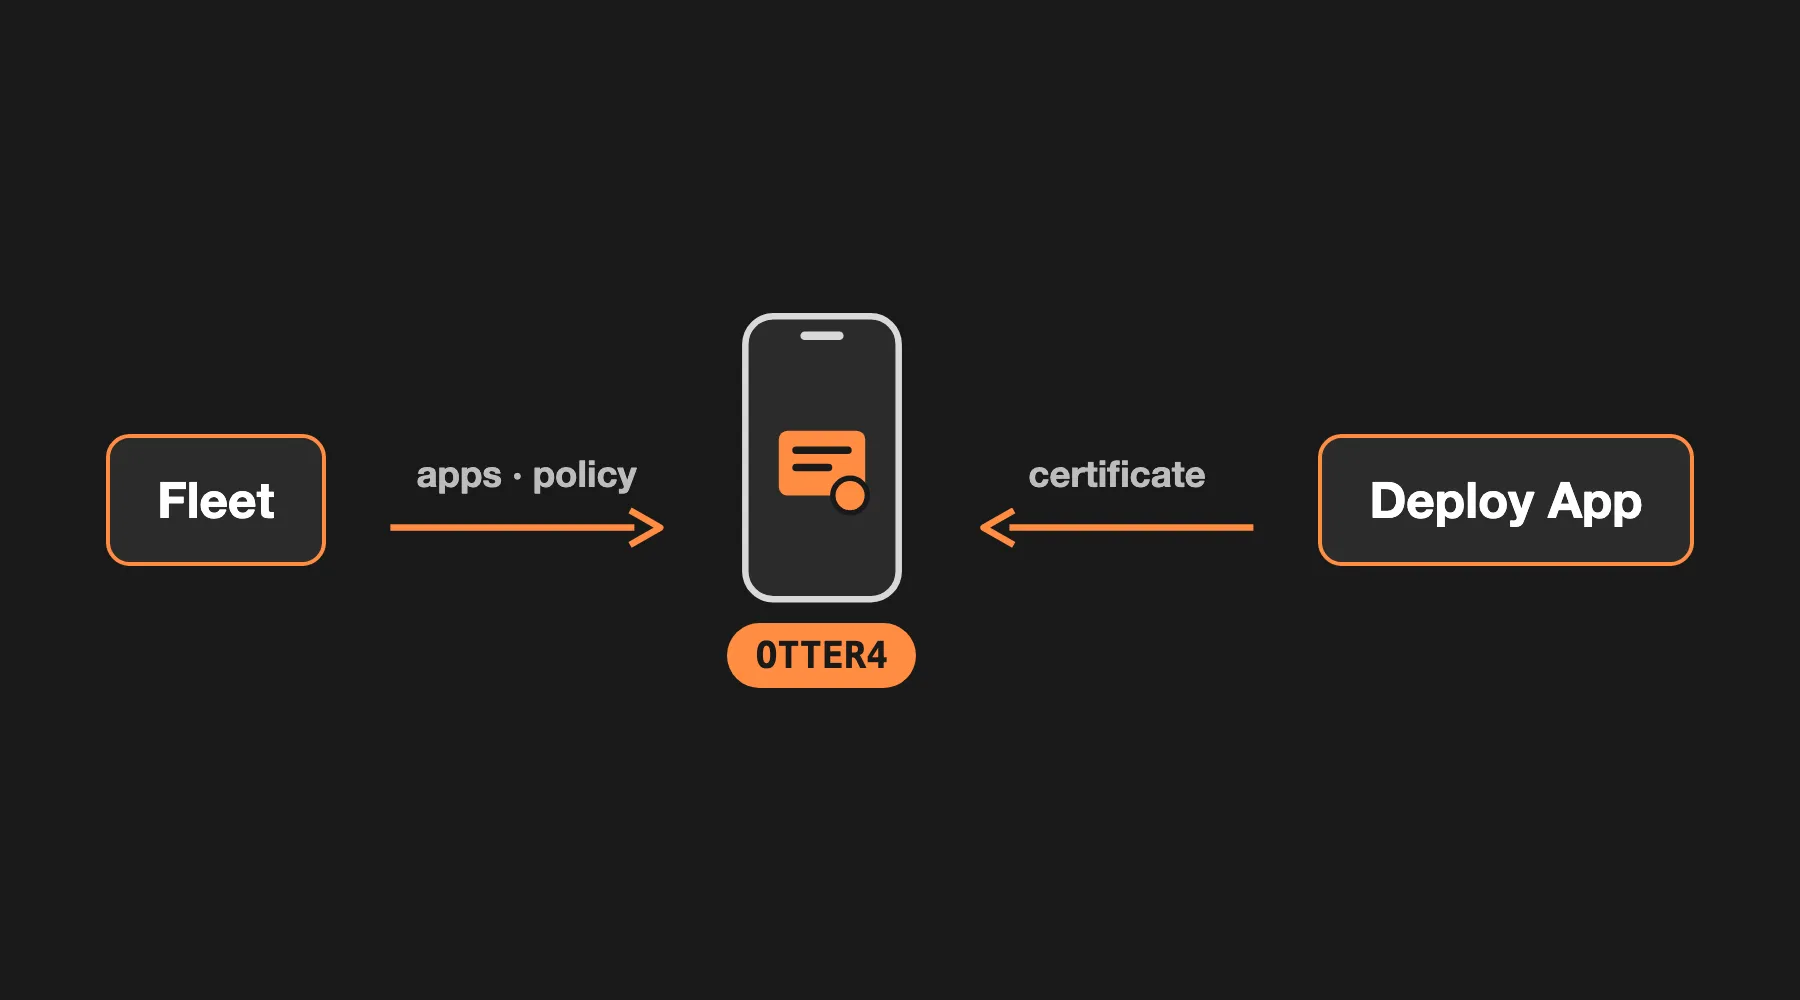 Fleet
apps · policy
OTTER4
certificate
Deploy App